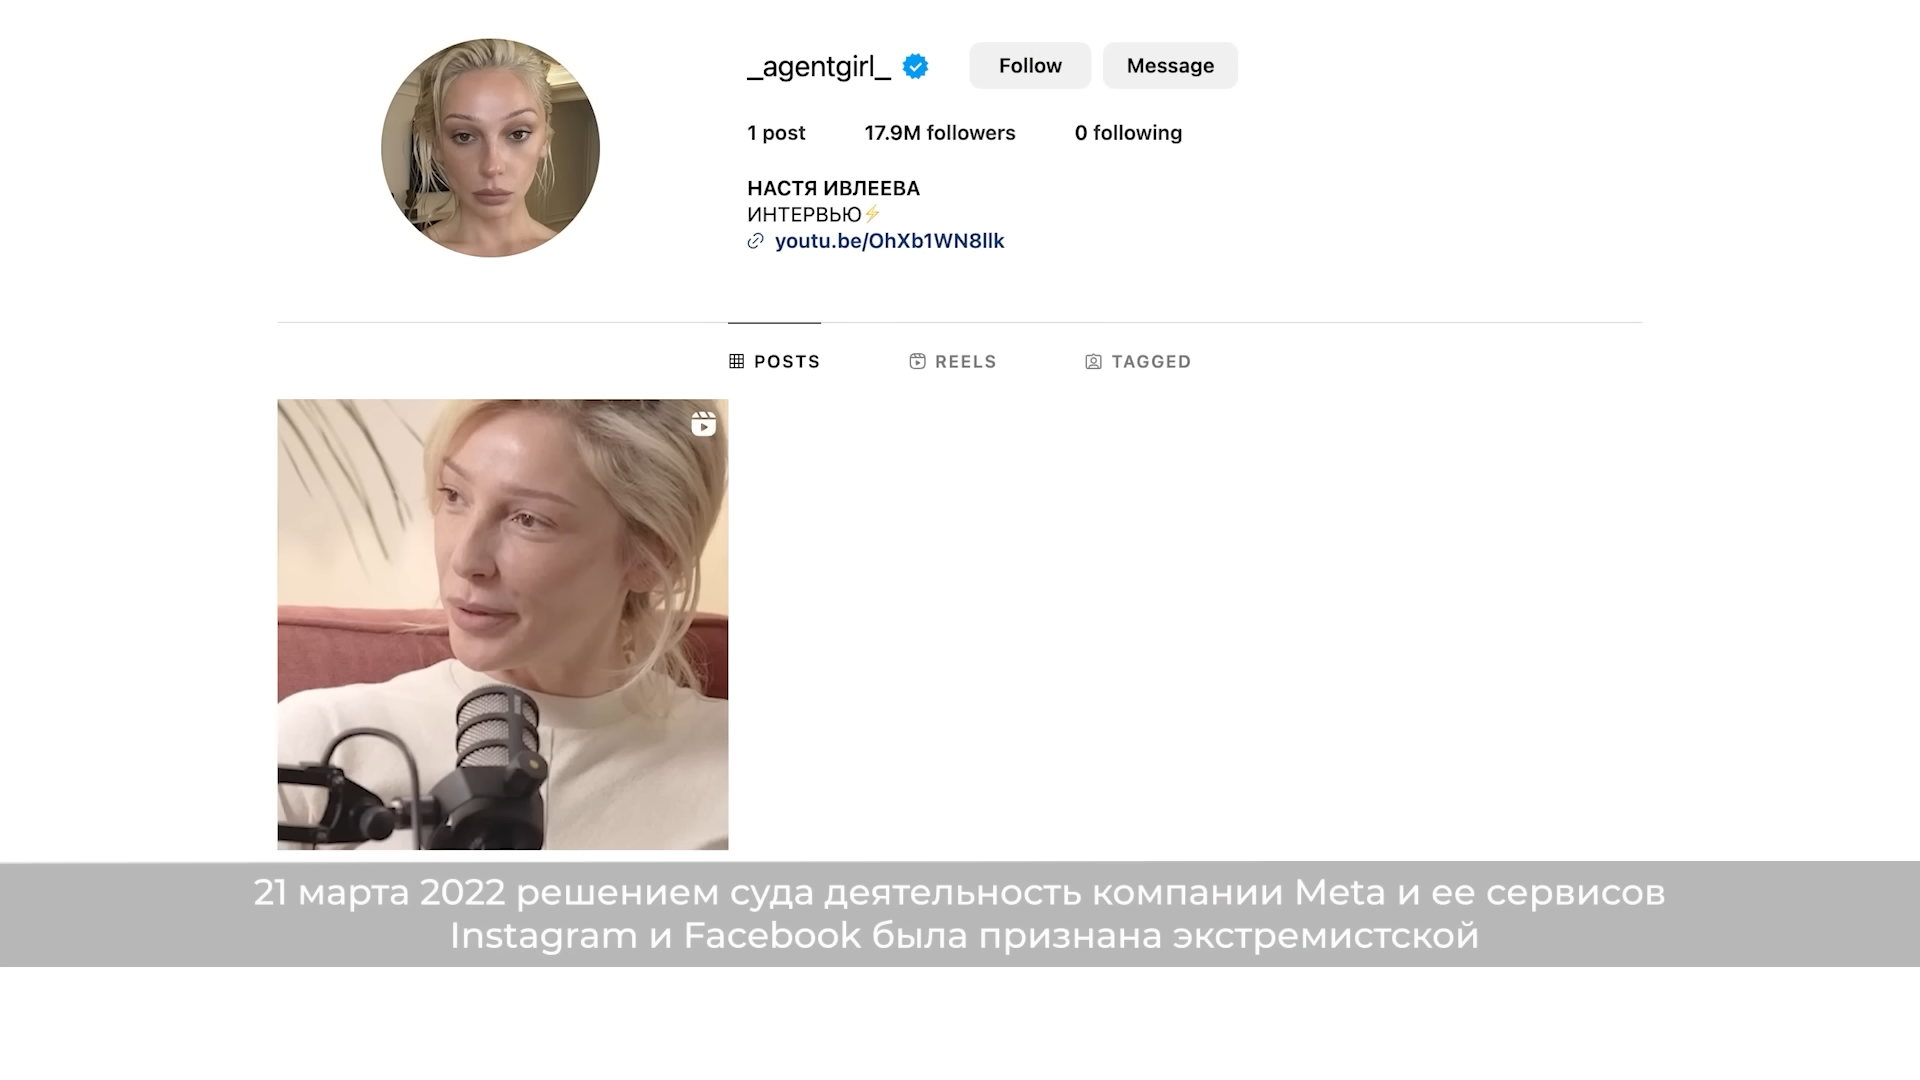 _agentgirl_
Follow
Message
1 post
17.9M followers
0 following
НАСТЯ ИВЛЕЕВА
ИНТЕРВЬЮ⚡
youtu.be/OhXb1WN8llk
POSTS
REELS
TAGGED
21 марта 2022 решением суда деятельность компании Meta и ее сервисов
Instagram и Facebook была признана экстремистской